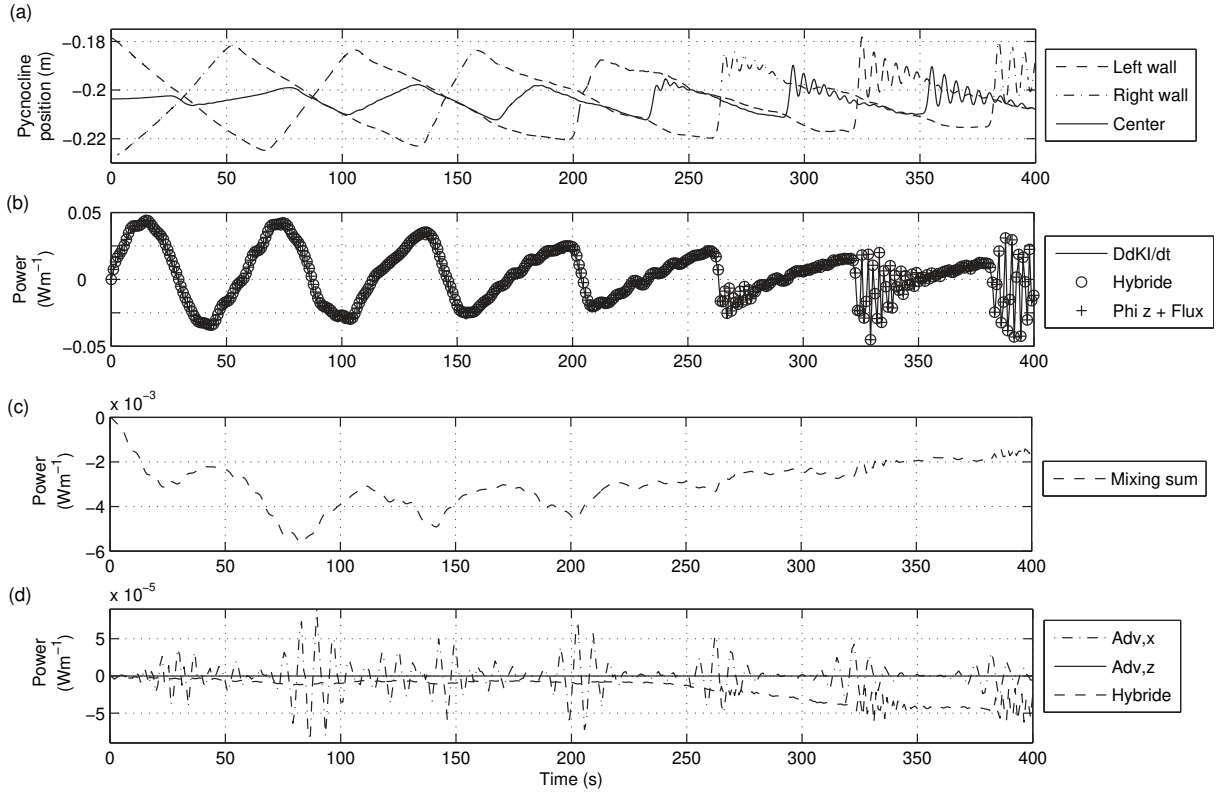 (a)
−0.18
−0.2
−0.22
Pycnocline
position (m)
0 50 100 150 200 250 300 350 400
Left wall
Right wall
Center
(b)
0.05
0
−0.05
Power
(Wm−1)
0 50 100 150 200 250 300 350 400
DdKI/dt
Hybride
Phi z + Flux
(c)
x 10−3
0
−2
−4
−6
Power
(Wm−1)
0 50 100 150 200 250 300 350 400
Mixing sum
(d)
x 10−5
5
0
−5
Power
(Wm−1)
0 50 100 150 200 250 300 350 400
Time (s)
Adv,x
Adv,z
Hybride